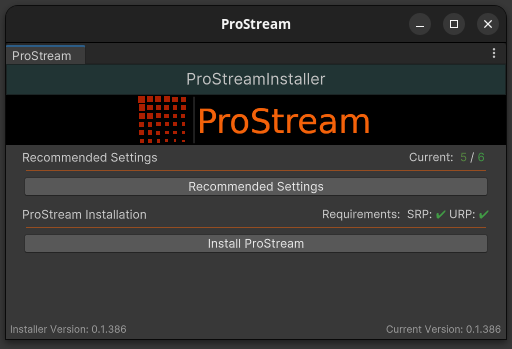 ProStream
ProStream
ProStreamInstaller
ProStream
Recommended Settings Current: 5 / 6
Recommended Settings
ProStream Installation Requirements: SRP: ✔ URP: ✔
Install ProStream
Installer Version: 0.1.386 Current Version: 0.1.386